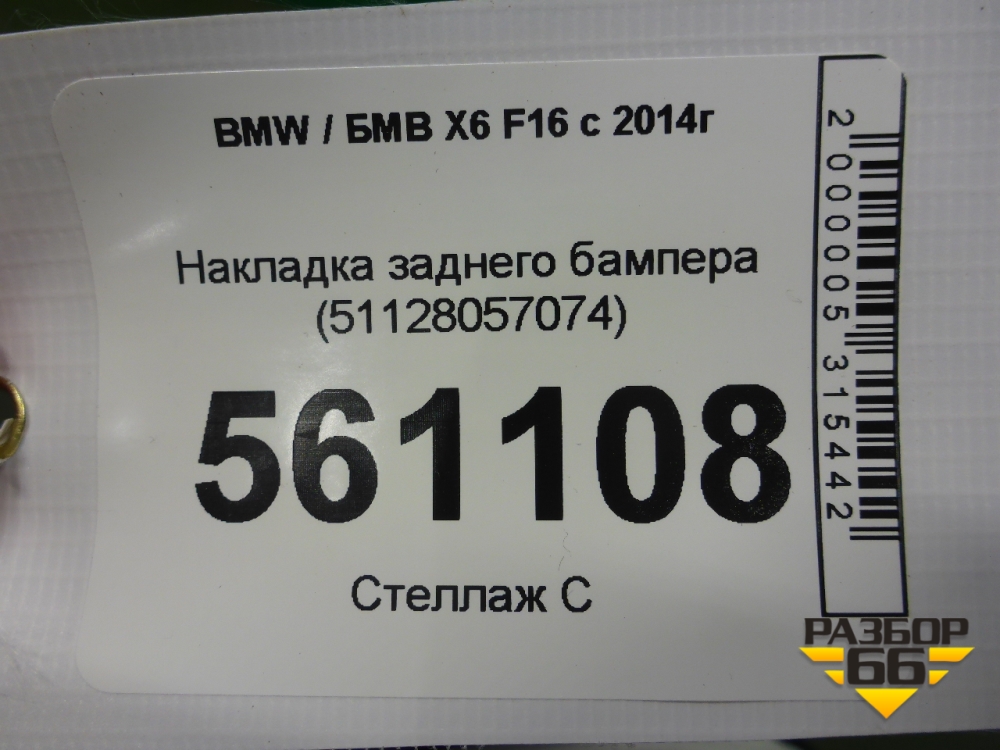 BMW / БМВ X6 F16 с 2014г
Накладка заднего бампера
(51128057074)
561108
Стеллаж С
2000005315442
РАЗБОР
66